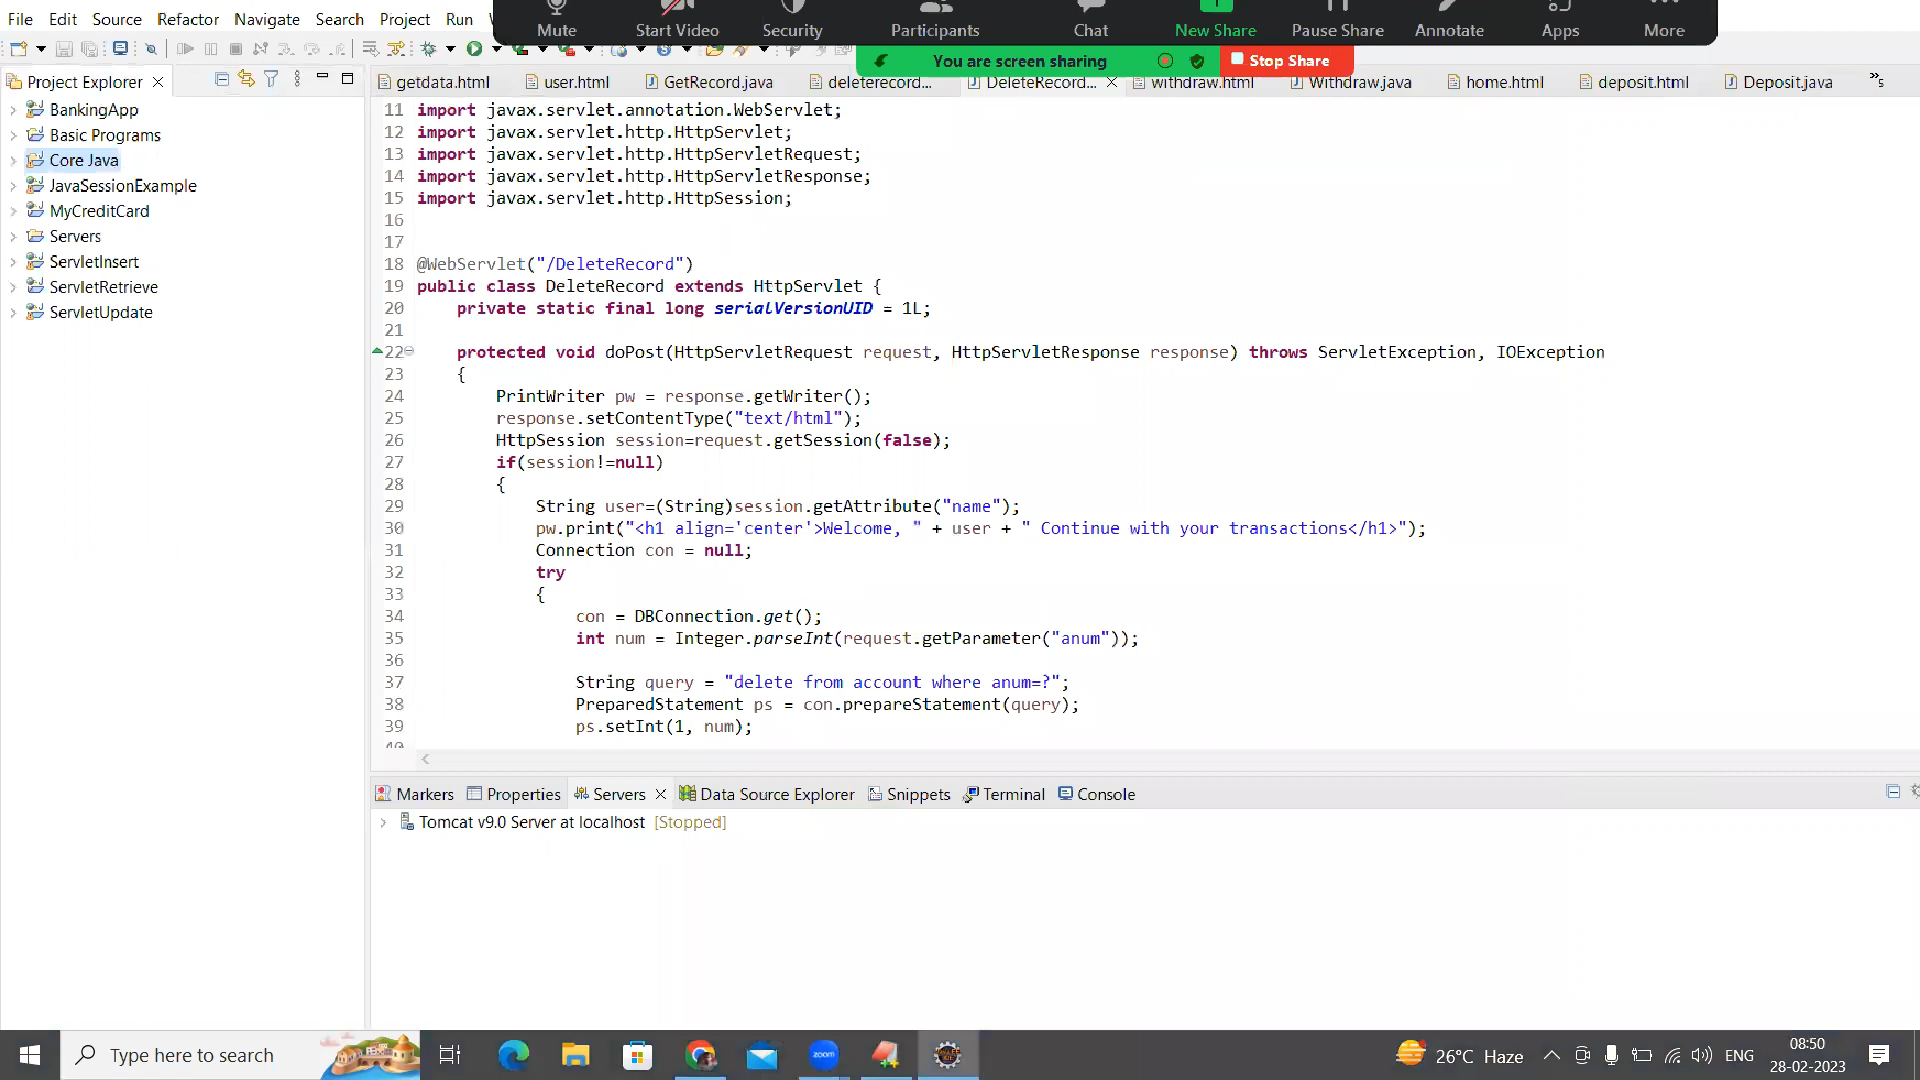 File Edit Source Refactor Navigate Search Project Run
Mute Start Video Security Participants Chat New Share Pause Share Annotate Apps More
You are screen sharing Stop Share
Project Explorer
getdata.html user.html GetRecord.java deleterecord... DeleteRecord... withdraw.html Withdraw.java home.html deposit.html Deposit.java »5
BankingApp
Basic Programs
Core Java
JavaSessionExample
MyCreditCard
Servers
ServletInsert
ServletRetrieve
ServletUpdate
11 import javax.servlet.annotation.WebServlet;
12 import javax.servlet.http.HttpServlet;
13 import javax.servlet.http.HttpServletRequest;
14 import javax.servlet.http.HttpServletResponse;
15 import javax.servlet.http.HttpSession;
16
17
18 @WebServlet("/DeleteRecord")
19 public class DeleteRecord extends HttpServlet {
20 private static final long serialVersionUID = 1L;
21
22 protected void doPost(HttpServletRequest request, HttpServletResponse response) throws ServletException, IOException
23 {
24 PrintWriter pw = response.getWriter();
25 response.setContentType("text/html");
26 HttpSession session=request.getSession(false);
27 if(session!=null)
28 {
29 String user=(String)session.getAttribute("name");
30 pw.print("<h1 align='center'>Welcome, " + user + " Continue with your transactions</h1>");
31 Connection con = null;
32 try
33 {
34 con = DBConnection.get();
35 int num = Integer.parseInt(request.getParameter("anum"));
36
37 String query = "delete from account where anum=?";
38 PreparedStatement ps = con.prepareStatement(query);
39 ps.setInt(1, num);
40
Markers Properties Servers Data Source Explorer Snippets Terminal Console
Tomcat v9.0 Server at localhost [Stopped]
Type here to search
zoom
26°C Haze
ENG
08:50
28-02-2023